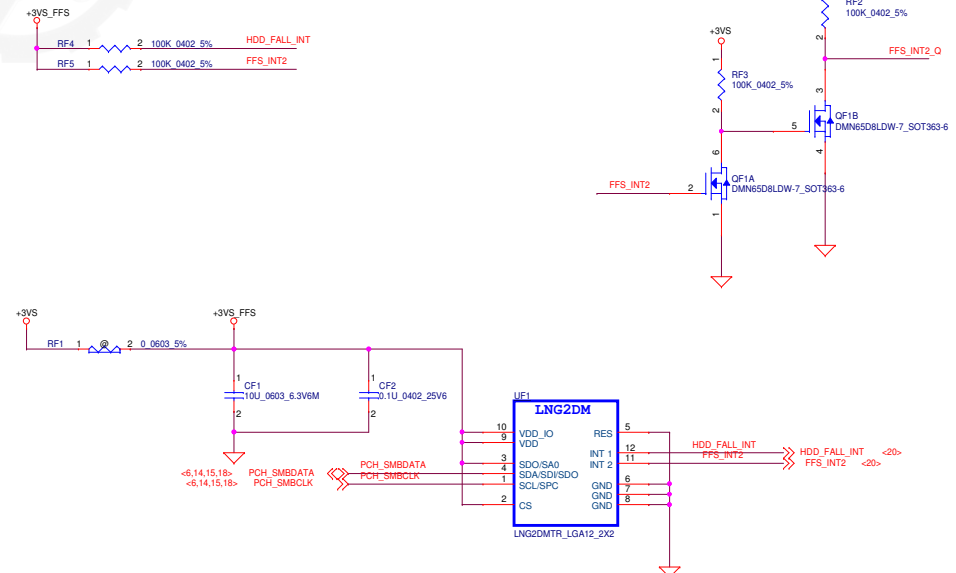 +3VS_FFS
RF4 1 2 100K_0402_5% HDD_FALL_INT
RF5 1 2 100K_0402_5% FFS_INT2
RF2
100K_0402_5%
2
FFS_INT2_Q
+3VS
1
RF3
100K_0402_5%
2
3
QF1B
DMN65D8LDW-7_SOT363-6
5
4
6
QF1A
DMN65D8LDW-7_SOT363-6
FFS_INT2 2
1
+3VS
+3VS_FFS
RF1 1 @ 2 0_0603_5%
1
CF1
10U_0603_6.3V6M
2
1
CF2
0.1U_0402_25V6
2
UF1
LNG2DM
10 VDD_IO
9 VDD
3 SDO/SA0
4 SDA/SDI/SDO
1 SCL/SPC
2 CS
RES 5
INT 1 12
INT 2 11
GND 6
GND 7
GND 8
LNG2DMTR_LGA12_2X2
<6,14,15,18> PCH_SMBDATA PCH_SMBDATA
<6,14,15,18> PCH_SMBCLK PCH_SMBCLK
HDD_FALL_INT HDD_FALL_INT <20>
FFS_INT2 FFS_INT2 <20>